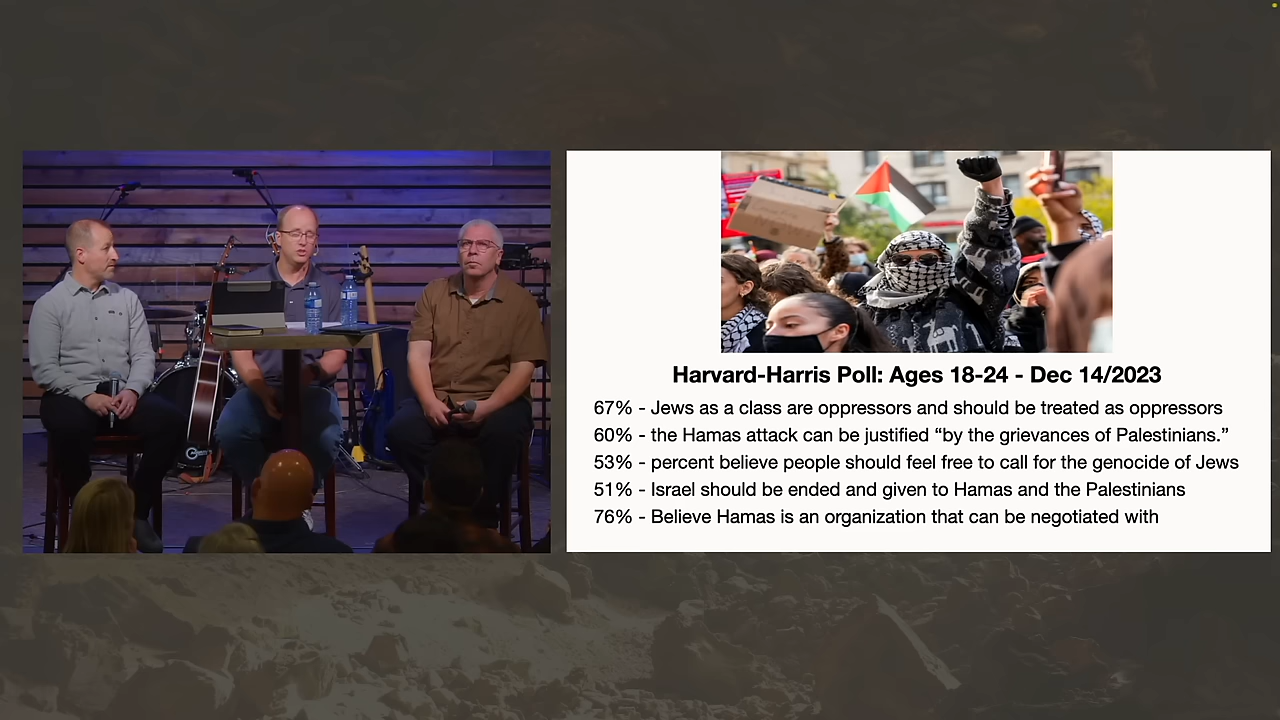 Harvard-Harris Poll: Ages 18-24 - Dec 14/2023
67% - Jews as a class are oppressors and should be treated as oppressors
60% - the Hamas attack can be justified “by the grievances of Palestinians.”
53% - percent believe people should feel free to call for the genocide of Jews
51% - Israel should be ended and given to Hamas and the Palestinians
76% - Believe Hamas is an organization that can be negotiated with